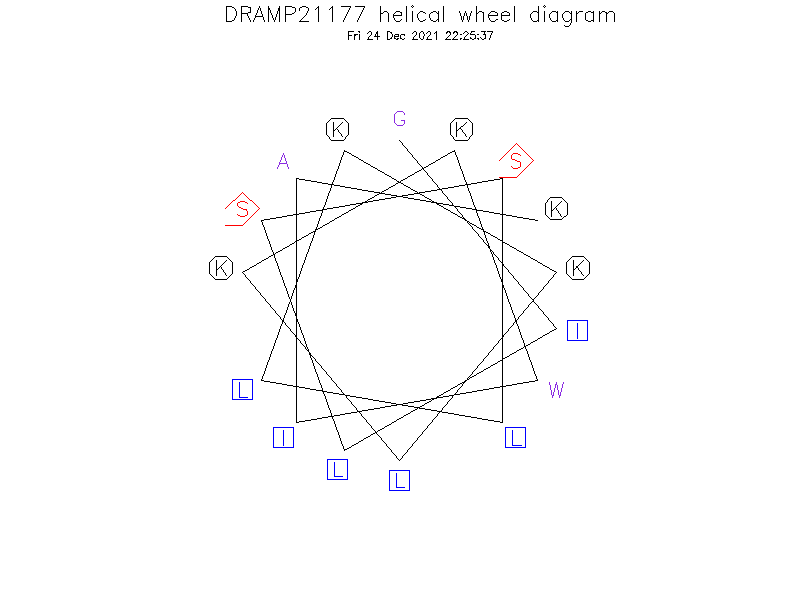 DRAMP21177 helical wheel diagram
Fri 24 Dec 2021 22:25:37
G
K K
A S
S K
K K
I
L W
I L
L
L